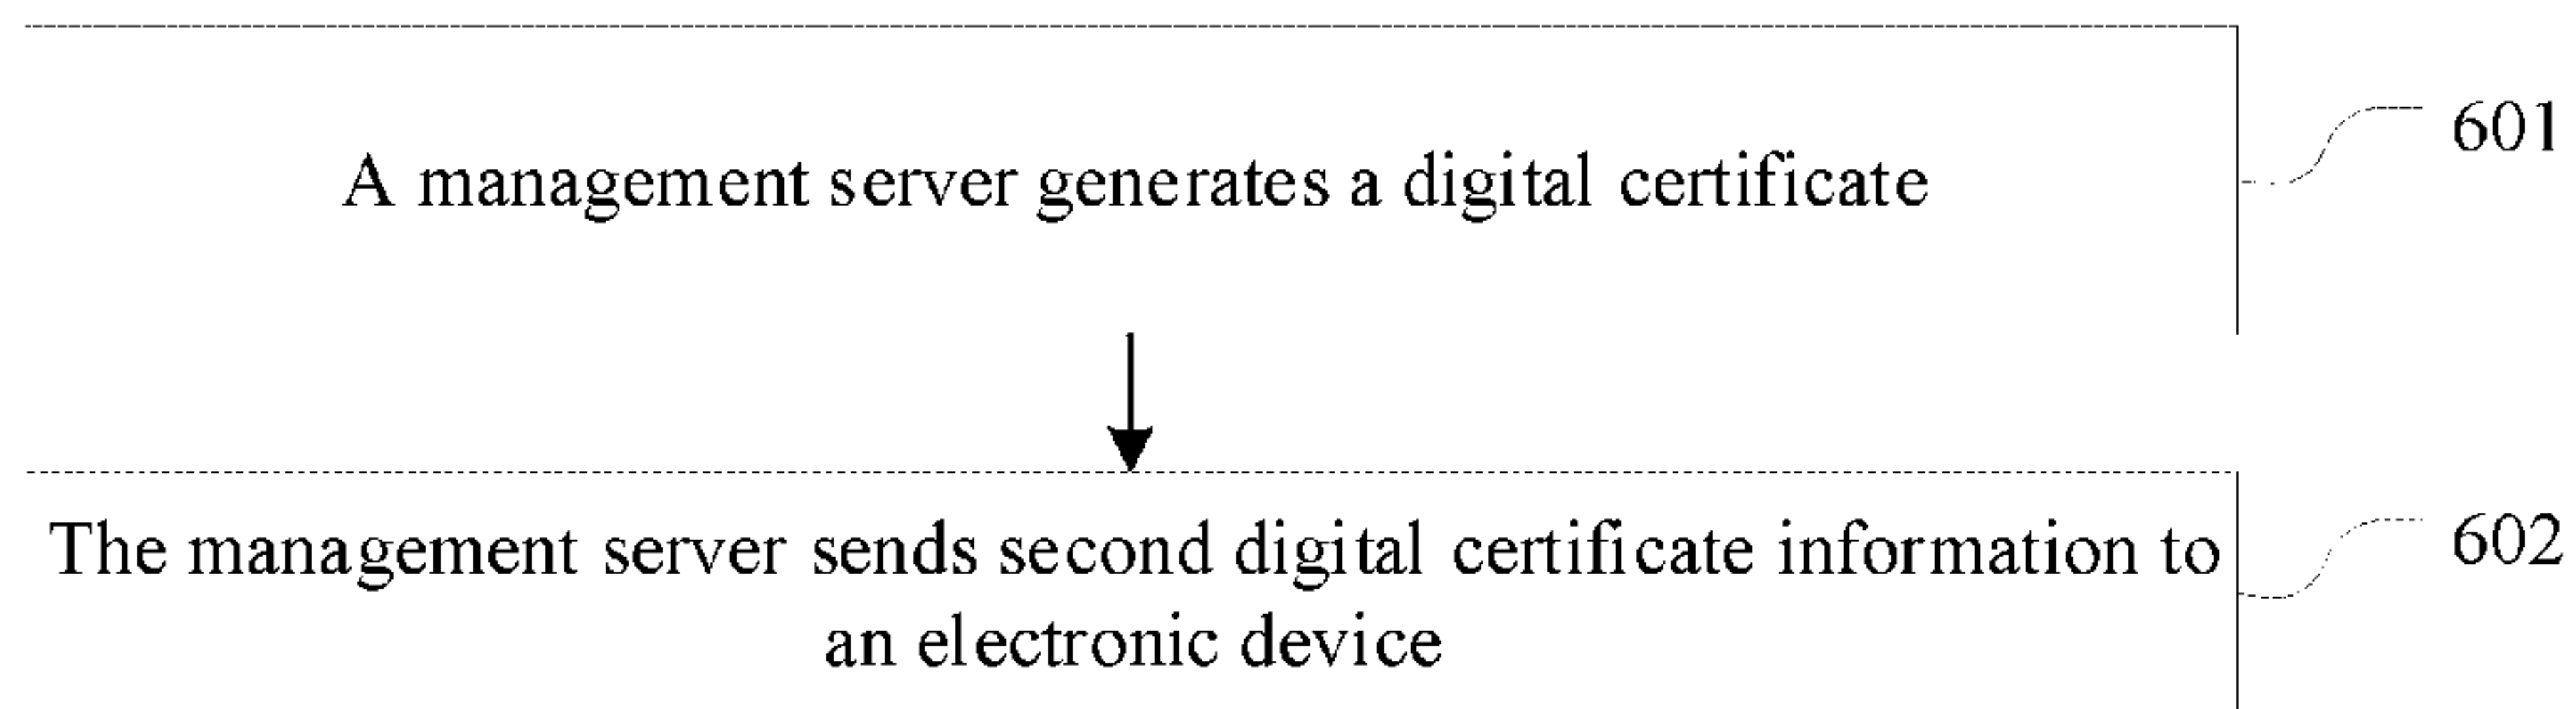 601
A management server generates a digital certificate
The management server sends second digital certificate information to
602
an electronic device